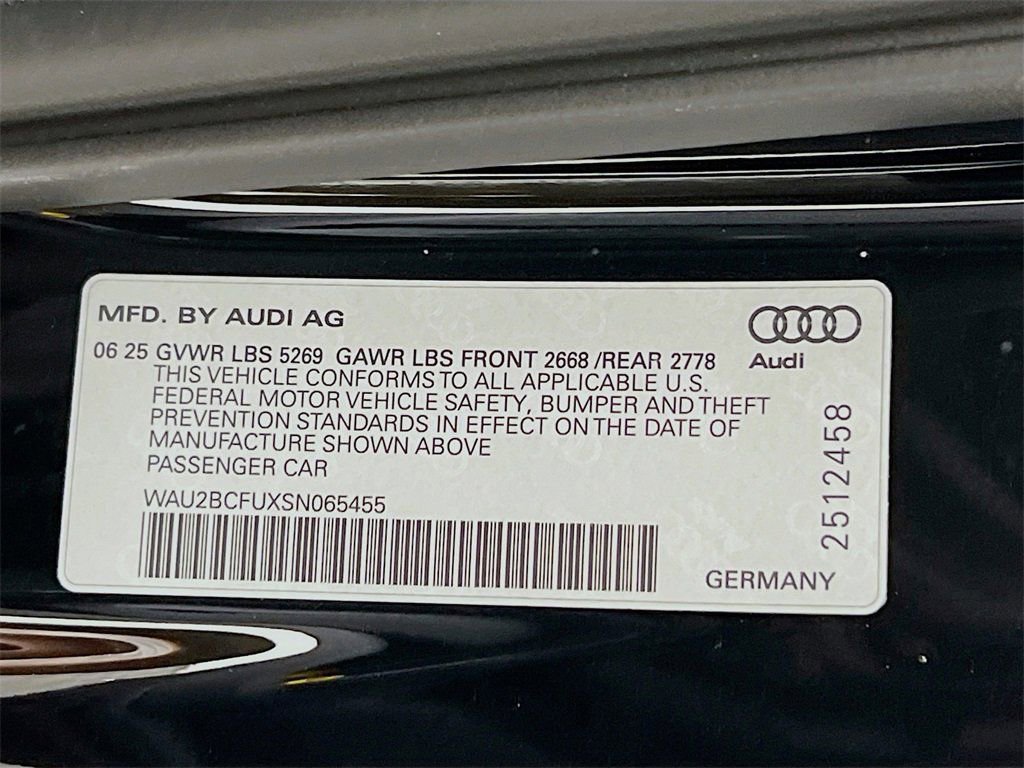 MFD. BY AUDI AG
Audi
06 25 GVWR LBS 5269 GAWR LBS FRONT 2668 /REAR 2778
THIS VEHICLE CONFORMS TO ALL APPLICABLE U.S.
FEDERAL MOTOR VEHICLE SAFETY, BUMPER AND THEFT
PREVENTION STANDARDS IN EFFECT ON THE DATE OF
MANUFACTURE SHOWN ABOVE
PASSENGER CAR
WAU2BCFUXSN065455
2512458
GERMANY